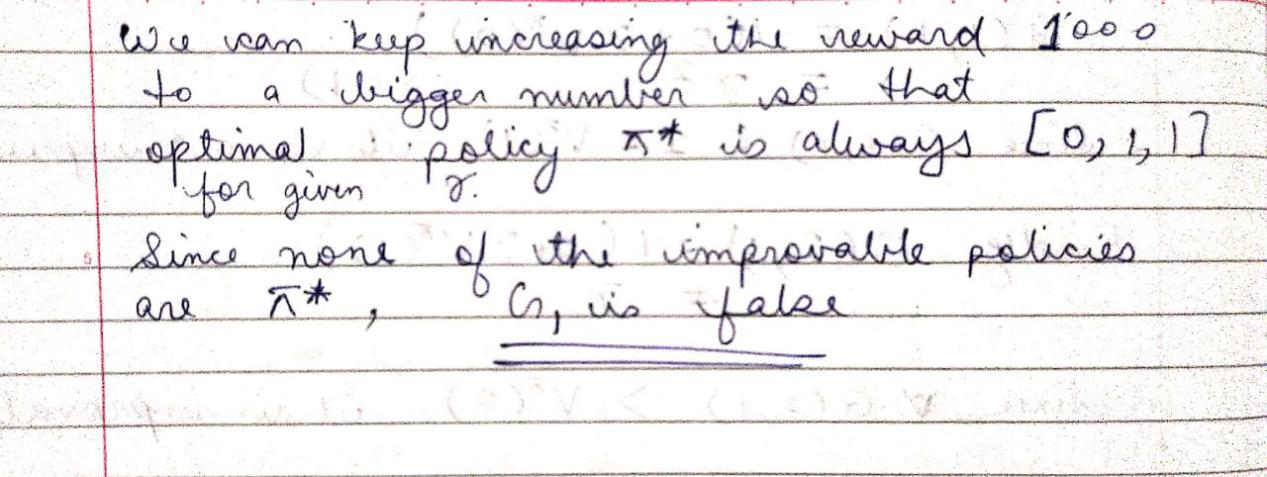 We can keep increasing the reward 1000
to a bigger number so that
optimal policy π* is always [0, 1, 1]
for given γ.
Since none of the improvable policies
are π*, G, is false